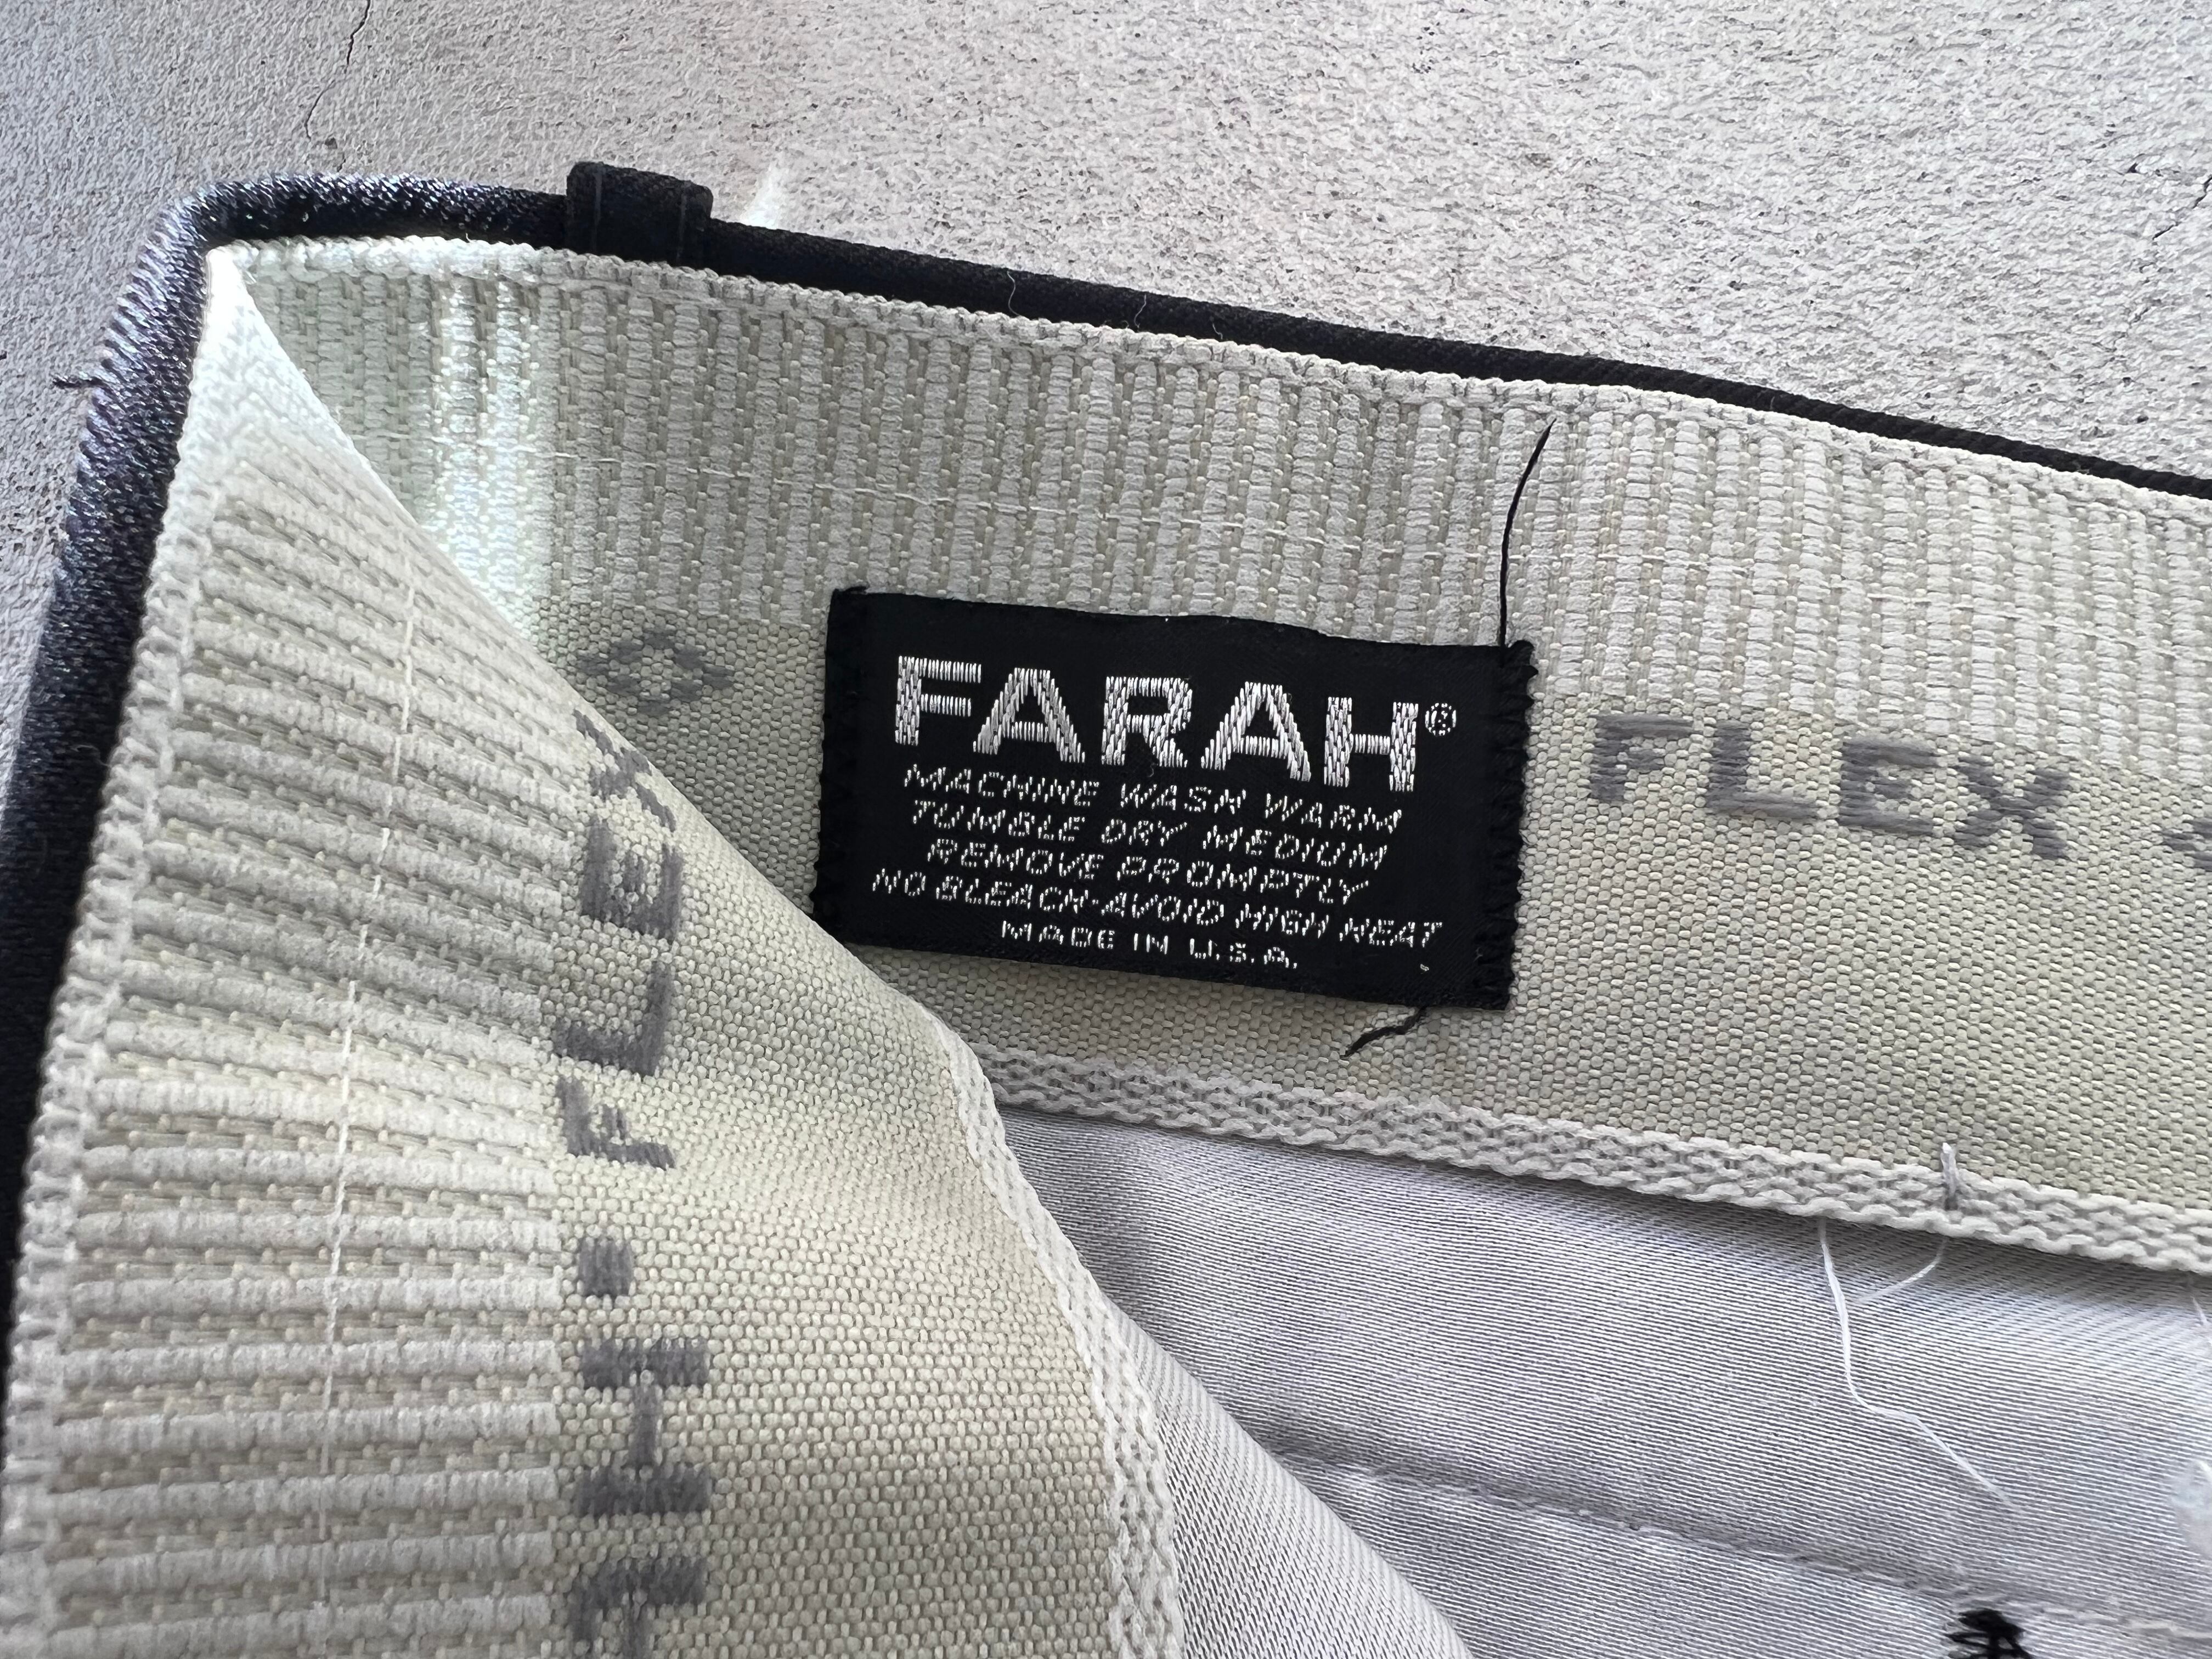 FARAH®
MACHINE WASH WARM
TUMBLE DRY MEDIUM
REMOVE PROMPTLY
NO BLEACH-AVOID HIGH HEAT
MADE IN U.S.A.
FLEX
FLEX